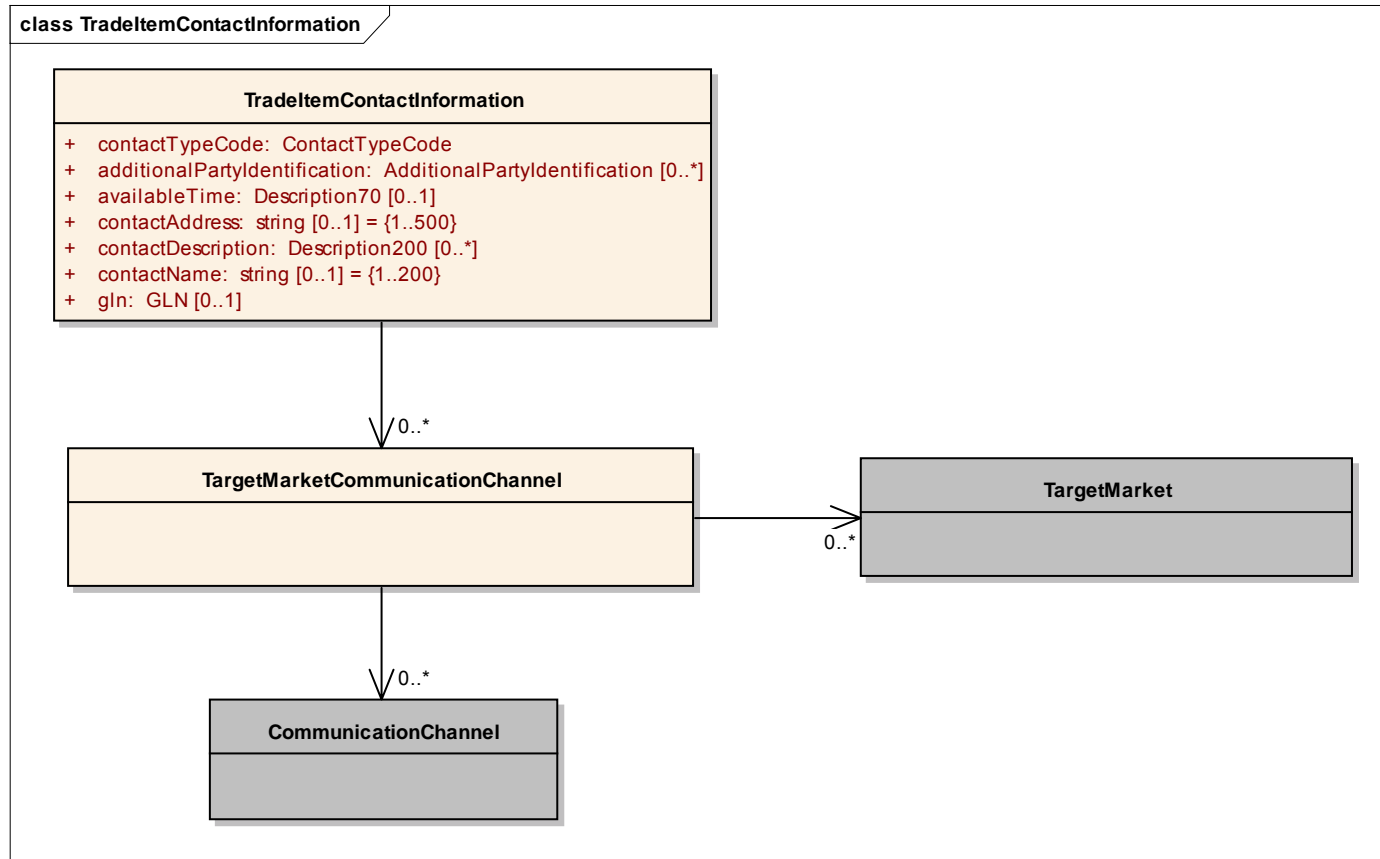 class TradeItemContactInformation
TradeItemContactInformation
+ contactTypeCode: ContactTypeCode
+ additionalPartyIdentification: AdditionalPartyIdentification [0..*]
+ availableTime: Description70 [0..1]
+ contactAddress: string [0..1] = {1..500}
+ contactDescription: Description200 [0..*]
+ contactName: string [0..1] = {1..200}
+ gln: GLN [0..1]
0..*
TargetMarketCommunicationChannel
TargetMarket
0..*
0..*
CommunicationChannel